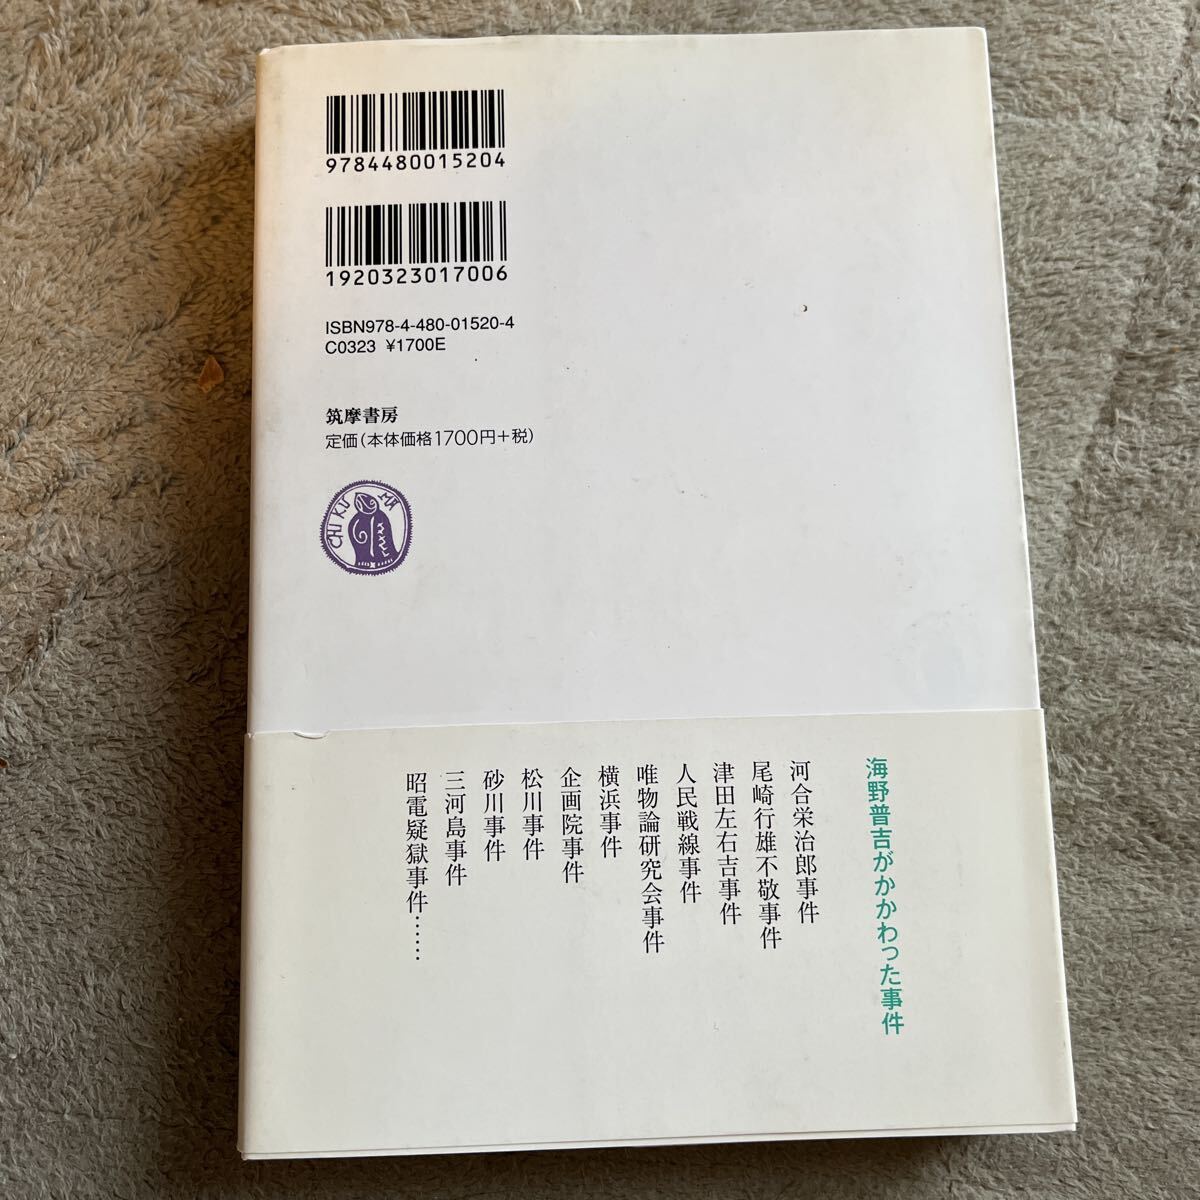 9784480015204
1920323017006
ISBN978-4-480-01520-4
C0323 ¥1700E
筑摩書房
定価(本体価格1700円+税)
CHIKUMA
海野普吉がかかわった事件
河合栄治郎事件
尾崎行雄不敬事件
津田左右吉事件
人民戦線事件
唯物論研究会事件
横浜事件
企画院事件
松川事件
砂川事件
三河島事件
昭電疑獄事件……